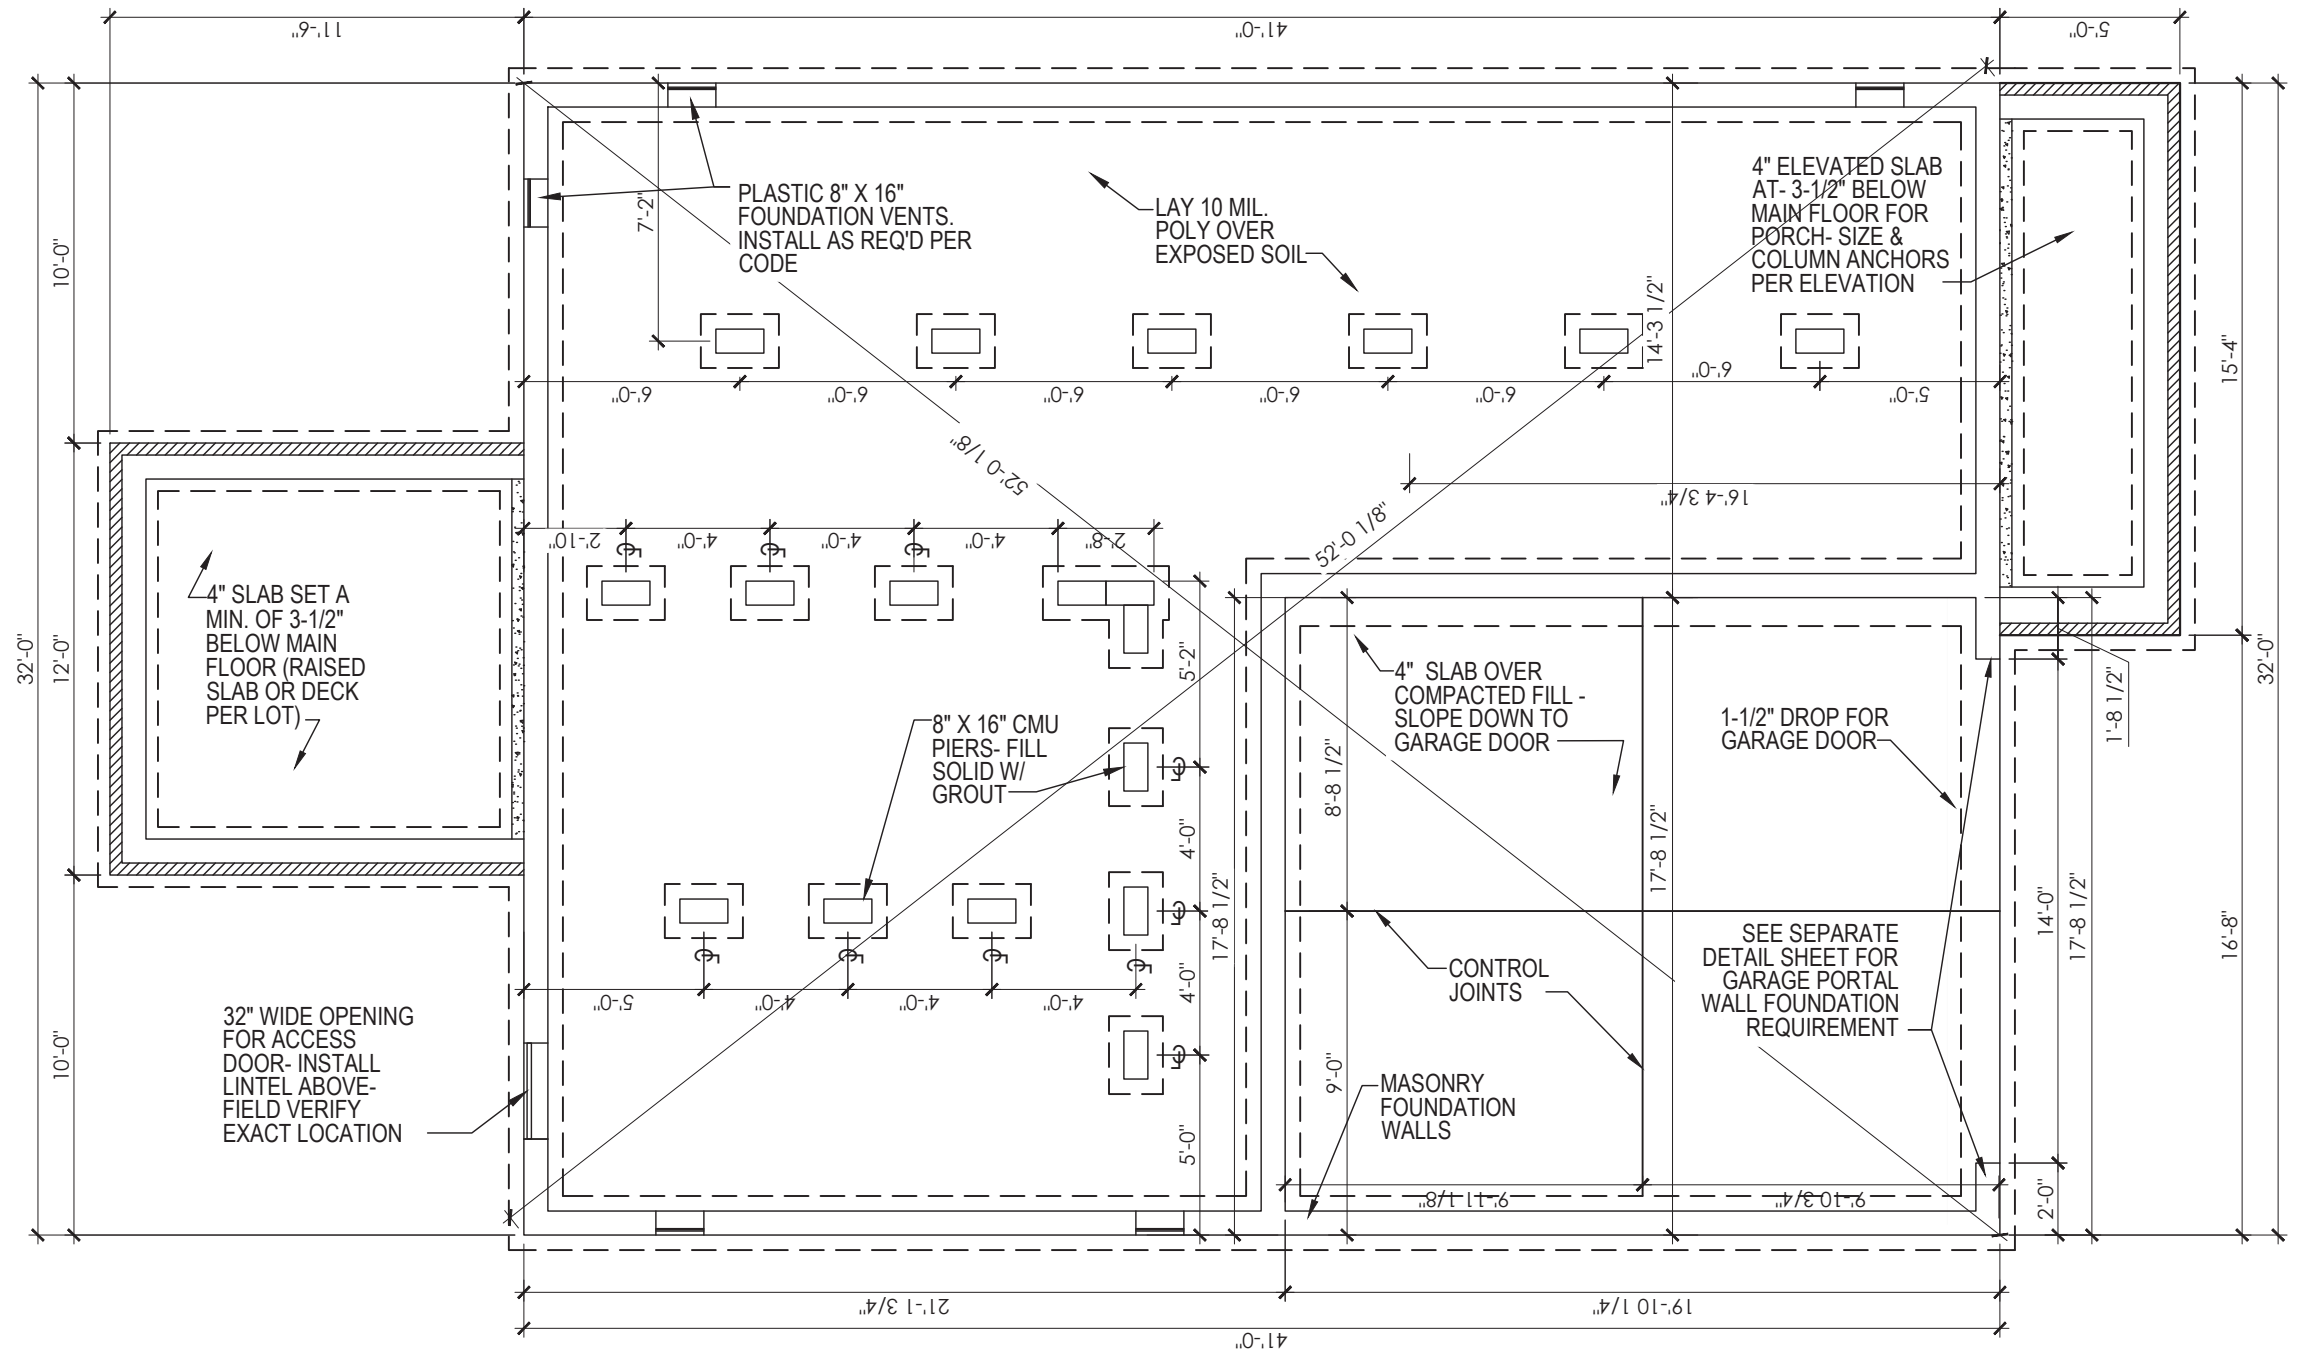 11'-6"
41'-0"
5'-0"
32'-0"
10'-0"
12'-0"
10'-0"
7'-2"
PLASTIC 8" X 16"
FOUNDATION VENTS.
INSTALL AS REQ'D PER
CODE
LAY 10 MIL.
POLY OVER
EXPOSED SOIL
4" ELEVATED SLAB
AT- 3-1/2" BELOW
MAIN FLOOR FOR
PORCH- SIZE &
COLUMN ANCHORS
PER ELEVATION
14'-3 1/2"
15'-4"
6'-0"
6'-0"
6'-0"
6'-0"
6'-0"
6'-0"
5'-0"
52'-0 1/8"
52'-0 1/8"
16'-4 3/4"
2'-10"
4'-0"
4'-0"
4'-0"
2'-8"
4" SLAB SET A
MIN. OF 3-1/2"
BELOW MAIN
FLOOR (RAISED
SLAB OR DECK
PER LOT)
5'-2"
4'-0"
4'-0"
5'-0"
17'-8 1/2"
8" X 16" CMU
PIERS- FILL
SOLID W/
GROUT
4" SLAB OVER
COMPACTED FILL -
SLOPE DOWN TO
GARAGE DOOR
1-1/2" DROP FOR
GARAGE DOOR
8'-8 1/2"
9'-0"
17'-8 1/2"
1'-8 1/2"
14'-0"
2'-0"
17'-8 1/2"
16'-8"
32'-0"
5'-0"
4'-0"
4'-0"
4'-0"
32" WIDE OPENING
FOR ACCESS
DOOR- INSTALL
LINTEL ABOVE-
FIELD VERIFY
EXACT LOCATION
CONTROL
JOINTS
SEE SEPARATE
DETAIL SHEET FOR
GARAGE PORTAL
WALL FOUNDATION
REQUIREMENT
MASONRY
FOUNDATION
WALLS
9'-11 1/8"
9'-10 3/4"
21'-1 3/4"
19'-10 1/4"
41'-0"